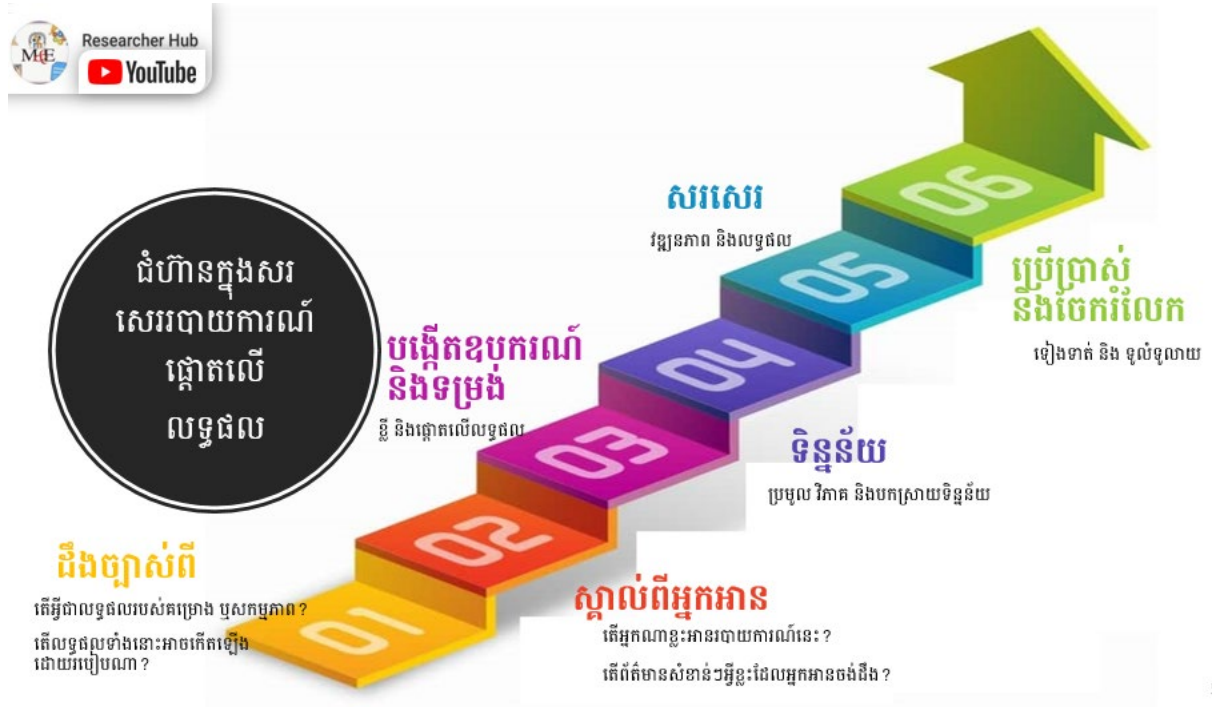 Researcher Hub
YouTube
ជំហ៊ានក្នុងសរ
សេររបាយការណ៍
ផ្តោតលើ
លទ្ធផល
01
ដឹងច្បាស់ពី
តើអ្វីជាលទ្ធផលរបស់គម្រោង ឬសកម្មភាព?
តើលទ្ធផលទាំងនោះអាចកើតឡើង
ដោយរបៀបណា?
02
ស្គាល់ពីអ្នកអាន
តើអ្នកណាខ្លះអានរបាយការណ៍នេះ?
តើព័ត៌មានសំខាន់ៗអ្វីខ្លះដែលអ្នកអានចង់ដឹង?
03
បង្កើតឧបករណ៍
និងទម្រង់
ខ្លី និងផ្តោតលើលទ្ធផល
04
ទិន្នន័យ
ប្រមូល វិភាគ និងបកស្រាយទិន្នន័យ
05
សរសេរ
វឌ្ឍនភាព និងលទ្ធផល
06
ប្រើប្រាស់
និងចែករំលែក
ទៀងទាត់ និង ទូលំទូលាយ